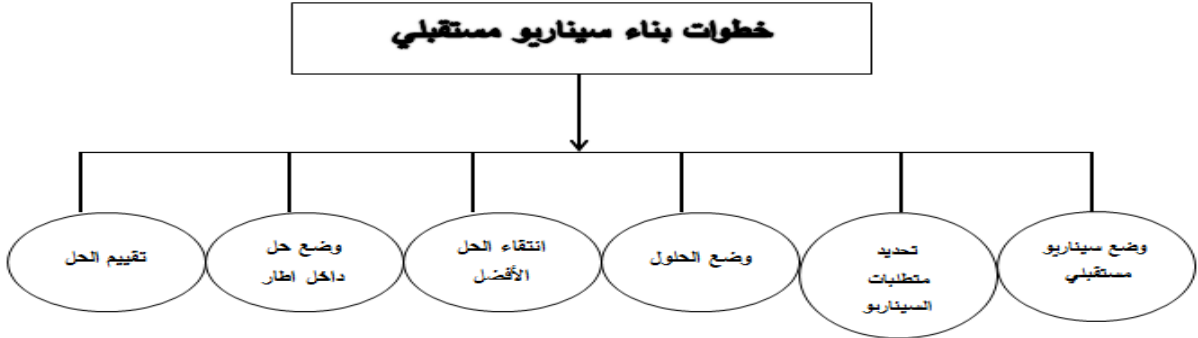 خطوات بناء سيناريو مستقبلي
وضع سيناريو
مستقبلي
تحديد
متطلبات
السيناريو
وضع الحلول
انتقاء الحل
الأفضل
وضع حل
داخل اطار
تقييم الحل